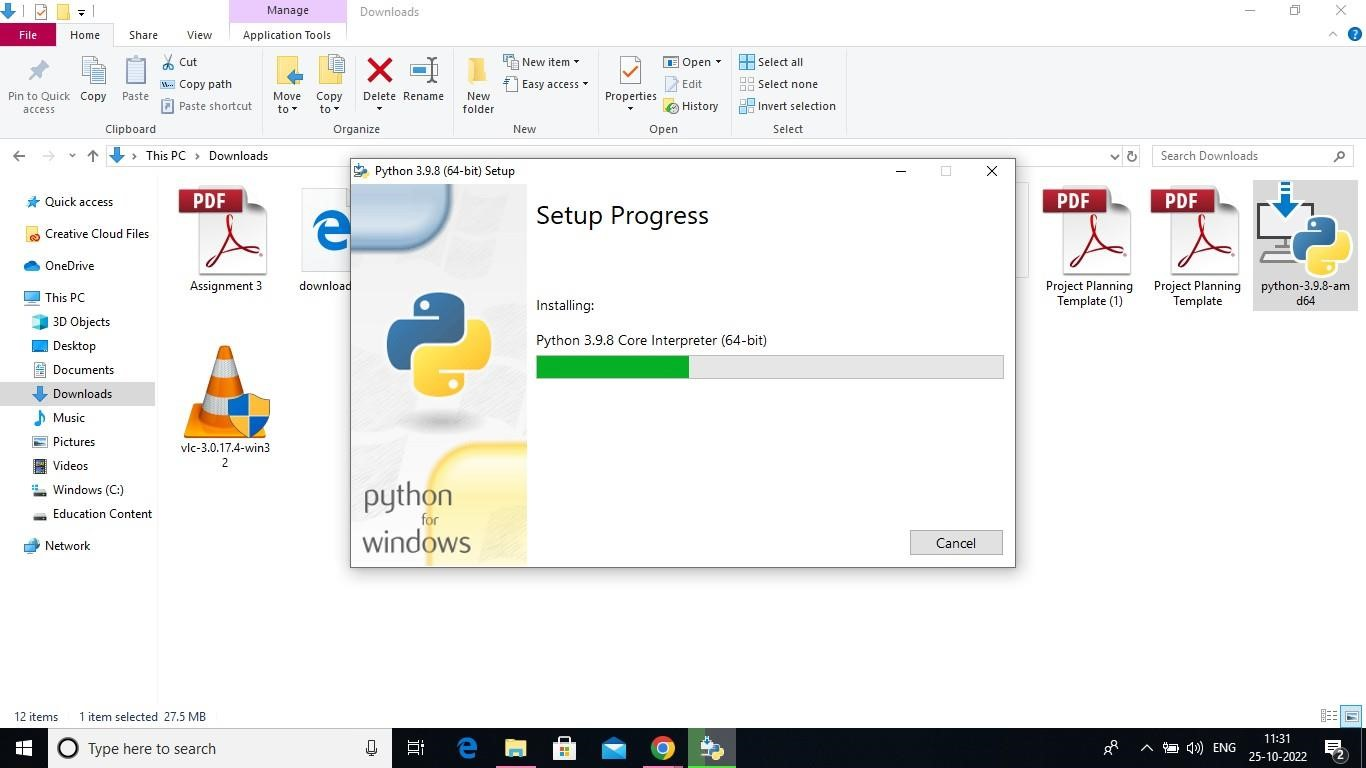 Manage
Downloads
File
Home
Share
View
Application Tools
Pin to Quick
access
Copy
Paste
Cut
Copy path
Paste shortcut
Clipboard
Move
to
Copy
to
Delete
Rename
Organize
New
folder
New item
Easy access
New
Properties
Open
Edit
History
Open
Select all
Select none
Invert selection
Select
This PC
Downloads
Search Downloads
Quick access
Creative Cloud Files
OneDrive
This PC
3D Objects
Desktop
Documents
Downloads
Music
Pictures
Videos
Windows (C:)
Education Content
Network
PDF
Assignment 3
download
PDF
Project Planning
Template (1)
PDF
Project Planning
Template
python-3.9.8-am
d64
vlc-3.0.17.4-win3
2
Python 3.9.8 (64-bit) Setup
Setup Progress
Installing:
Python 3.9.8 Core Interpreter (64-bit)
python
for
windows
Cancel
12 items
1 item selected 27.5 MB
Type here to search
ENG
11:31
25-10-2022
2